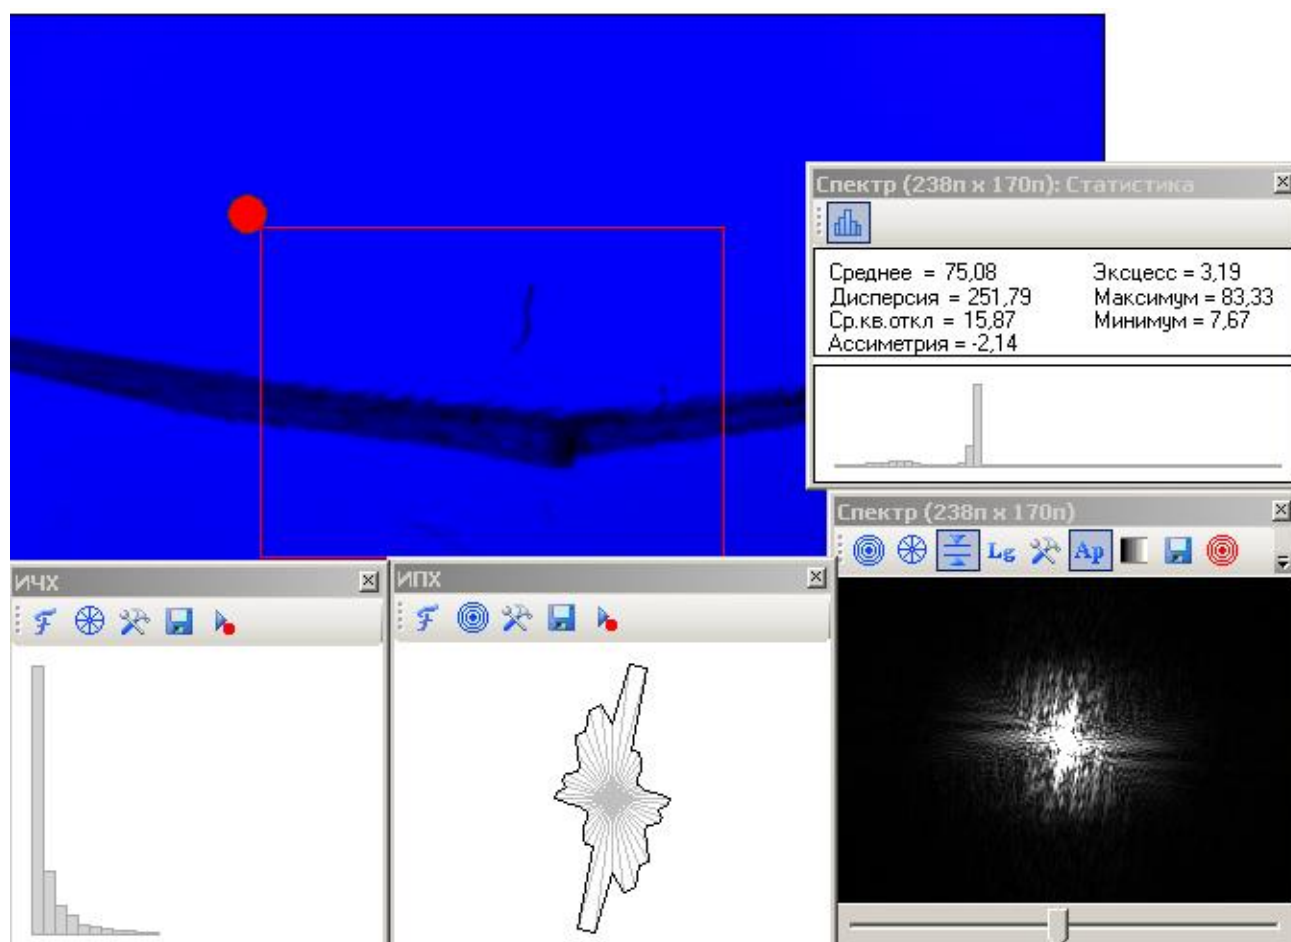 Спектр (238п x 170п): Статистика
Среднее = 75,08
Дисперсия = 251,79
Ср.кв.откл = 15,87
Ассиметрия = -2,14
Эксцесс = 3,19
Максимум = 83,33
Минимум = 7,67
Спектр (238п x 170п)
Lg
Ap
ИЧХ
F
ИПХ
F